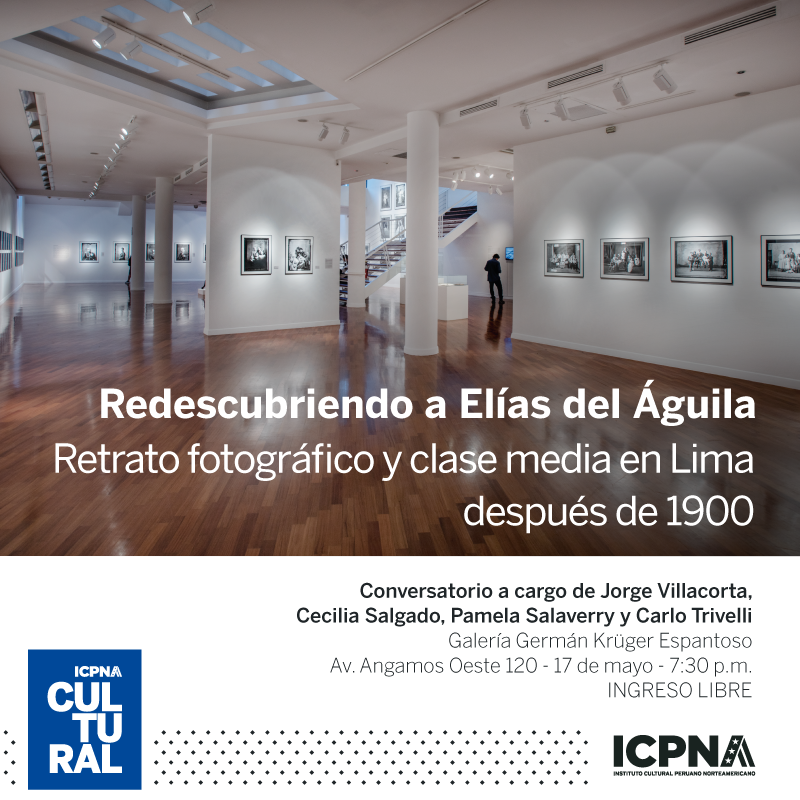 Redescubriendo a Elías del Águila
Retrato fotográfico y clase media en Lima
después de 1900
Conversatorio a cargo de Jorge Villacorta,
Cecilia Salgado, Pamela Salaverry y Carlo Trivelli
Galería Germán Krüger Espantoso
Av. Angamos Oeste 120 - 17 de mayo - 7:30 p.m.
INGRESO LIBRE
ICPNA
CUL
TU
RAL
ICPNA
INSTITUTO CULTURAL PERUANO NORTEAMERICANO